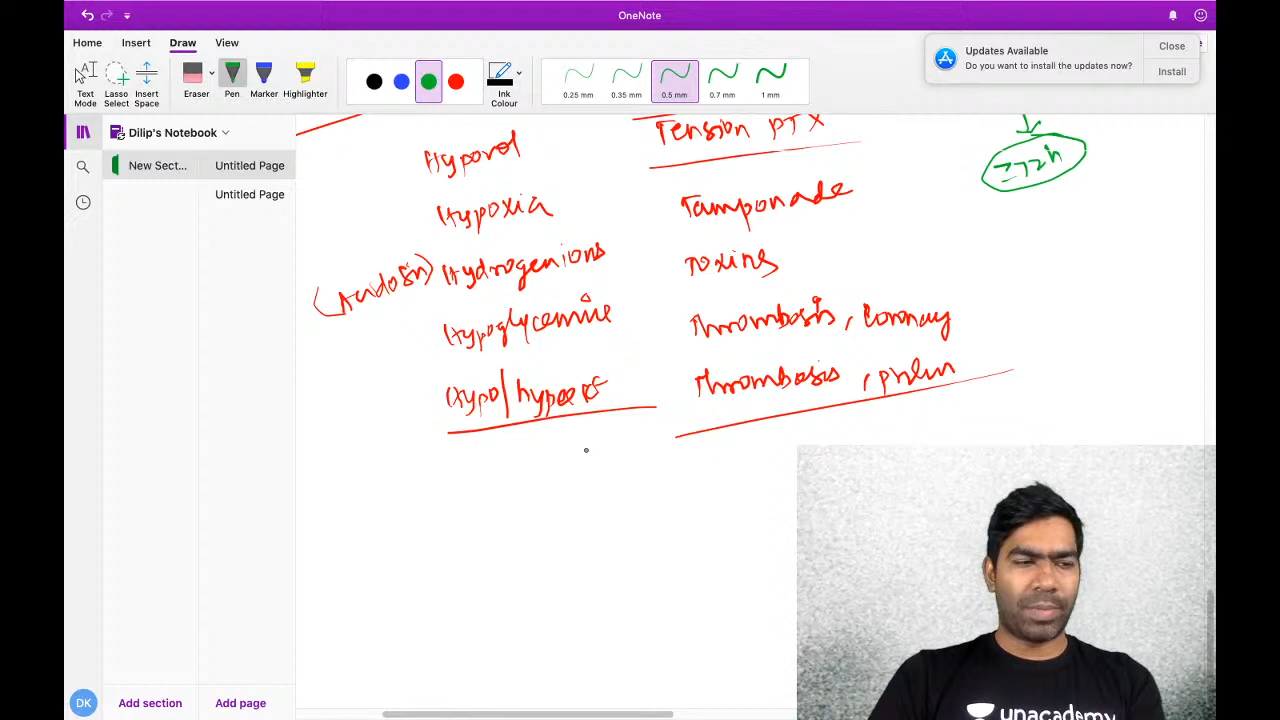 OneNote
Home Insert Draw View
Updates Available
Do you want to install the updates now?
Close
Install
Text Mode
Lasso Select
Insert Space
Eraser
Pen
Marker
Highlighter
Ink Colour
0.25 mm
0.35 mm
0.5 mm
0.7 mm
1 mm
Dilip's Notebook
New Sect...
Untitled Page
Untitled Page
Tension PTX
Hypovol
≥72h
Hypoxia
Tamponade
Hydrogenions
Toxins
Thrombosis, Coronary
Hypo/hyper
Thrombosis,
DK
Add section
Add page
unacademy